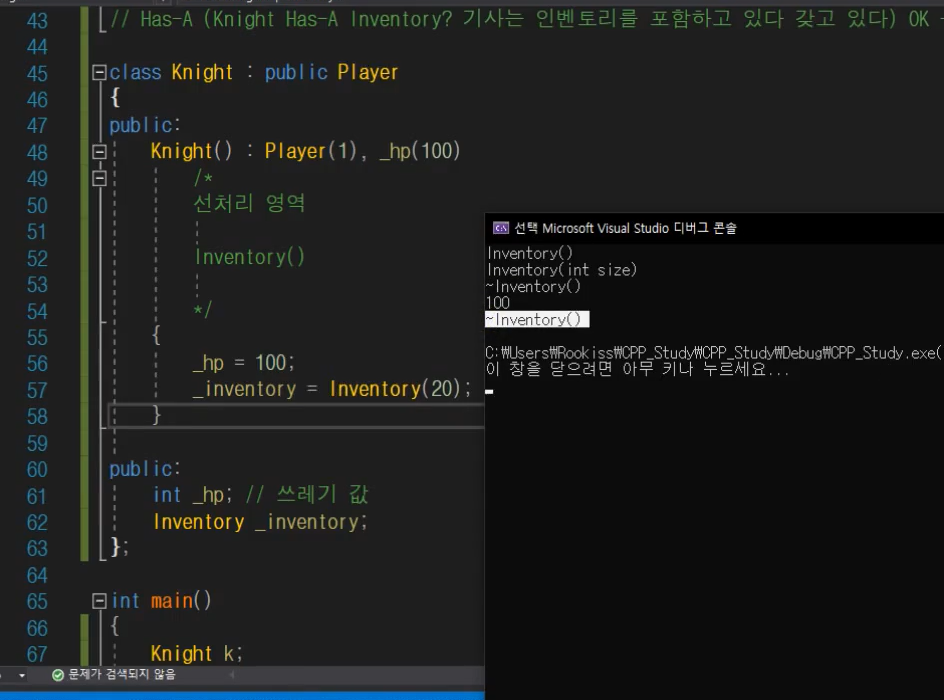 43 // Has-A (Knight Has-A Inventory? 기사는 인벤토리를 포함하고 있다 갖고 있다) OK
44
45 class Knight : public Player
46 {
47 public:
48 Knight() : Player(1), _hp(100)
49 /*
50 선처리 영역
51
52 Inventory()
53
54 */
55 {
56 _hp = 100;
57 _inventory = Inventory(20);
58 }
59
60 public:
61 int _hp; // 쓰레기 값
62 Inventory _inventory;
63 };
64
65 int main()
66 {
67 Knight k;
문제가 검색되지 않음
선택 Microsoft Visual Studio 디버그 콘솔
Inventory()
Inventory(int size)
~Inventory()
100
~Inventory()
C:₩Users₩Rookiss₩CPP_Study₩CPP_Study₩Debug₩CPP_Study.exe(
이 창을 닫으려면 아무 키나 누르세요...